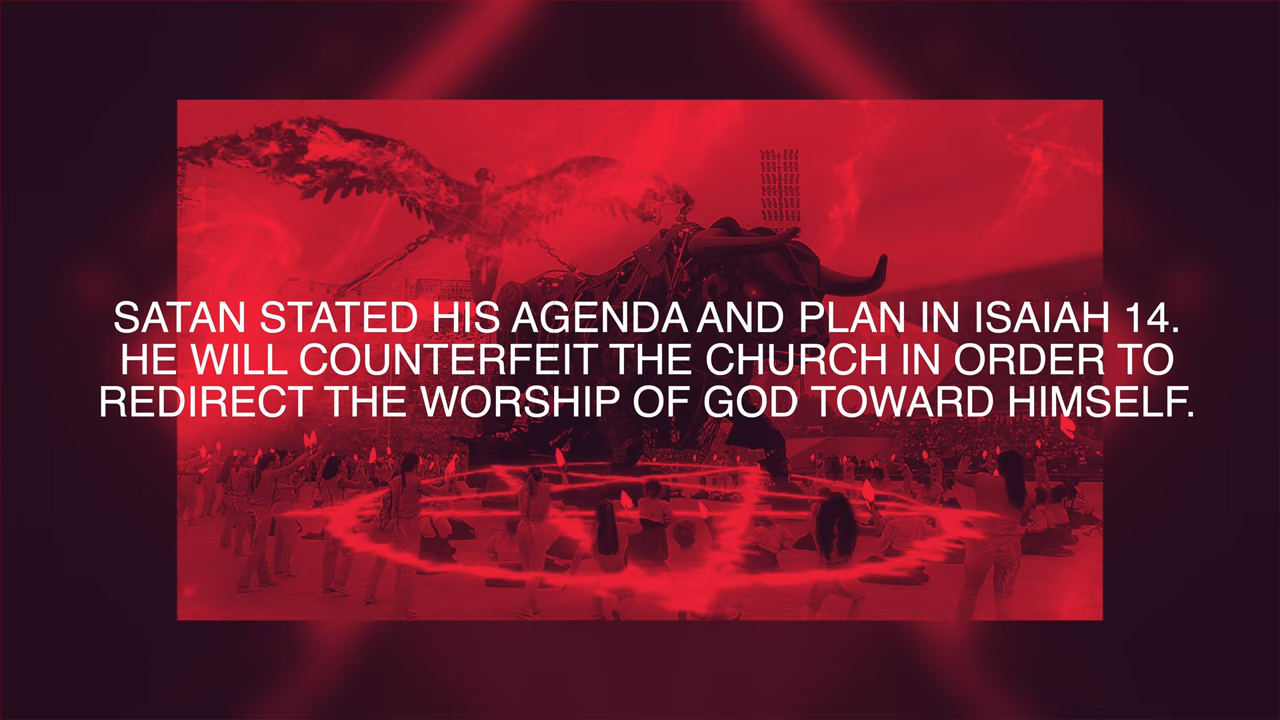 SATAN STATED HIS AGENDA AND PLAN IN ISAIAH 14.
HE WILL COUNTERFEIT THE CHURCH IN ORDER TO
REDIRECT THE WORSHIP OF GOD TOWARD HIMSELF.